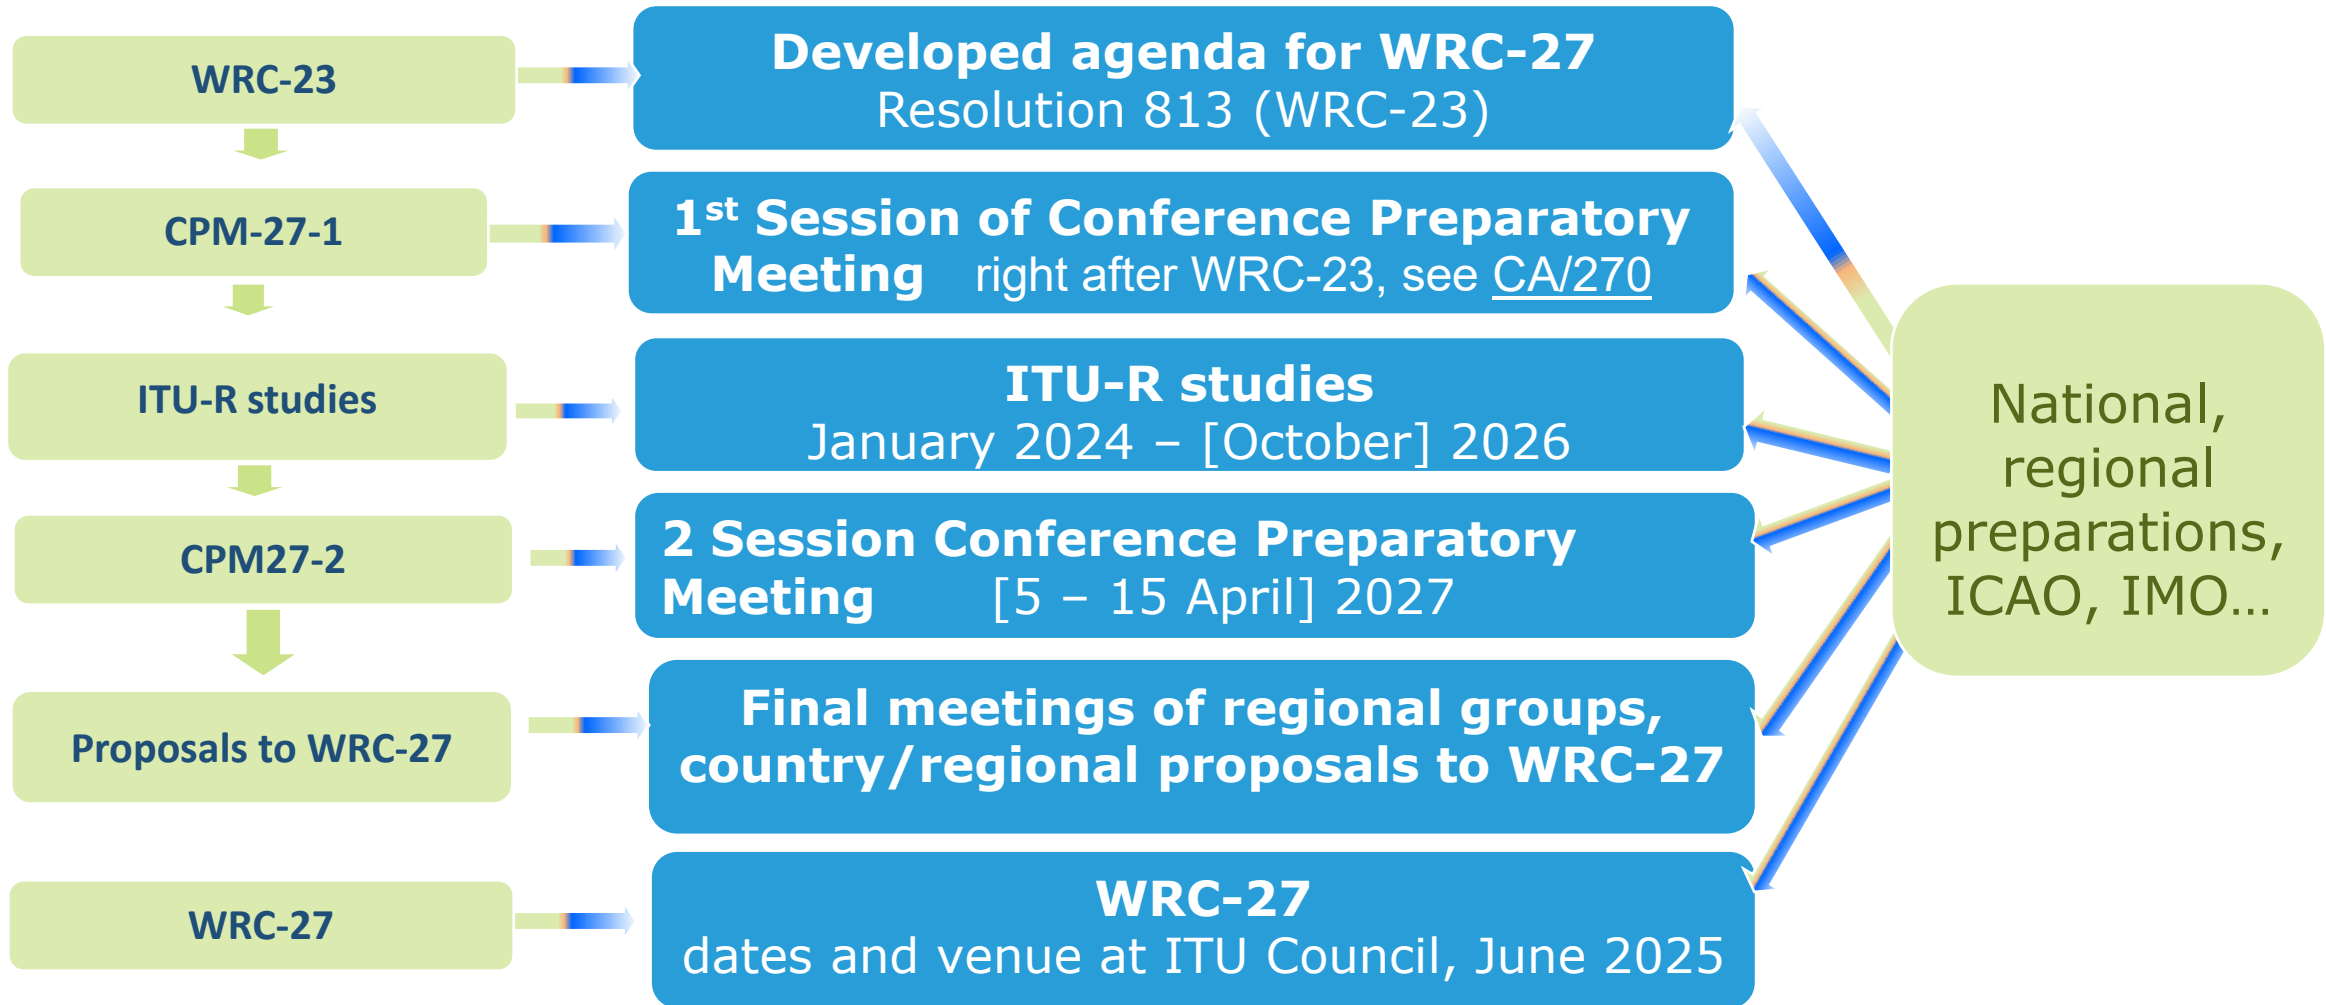 WRC-23
Developed agenda for WRC-27
Resolution 813 (WRC-23)
CPM-27-1
1st Session of Conference Preparatory
Meeting right after WRC-23, see CA/270
ITU-R studies
ITU-R studies
January 2024 – [October] 2026
CPM27-2
2 Session Conference Preparatory
Meeting [5 – 15 April] 2027
Proposals to WRC-27
Final meetings of regional groups,
country/regional proposals to WRC-27
WRC-27
WRC-27
dates and venue at ITU Council, June 2025
National,
regional
preparations,
ICAO, IMO...